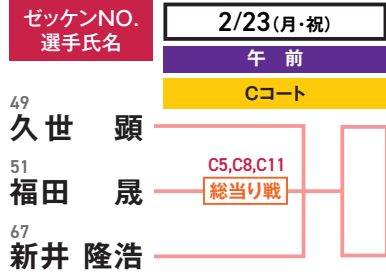 ゼッケンNO.
選手氏名
2/23(月・祝)
午 前
Cコート
49
久世 顕
51
福田 晟
C5,C8,C11
総当り戦
67
新井 隆浩